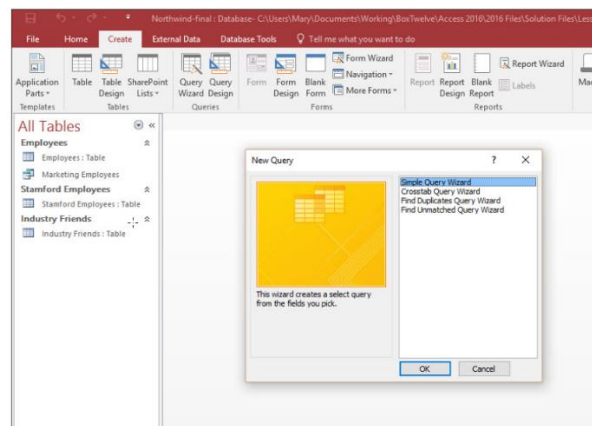 Northwind-final : Database- C:\Users\Mary\Documents\Working\BoxTwelve\Access 2016\2016 Files\Solution Files\Less
File Home Create External Data Database Tools Tell me what you want to do
Application Parts
Table
Table Design
SharePoint Lists
Query Wizard
Query Design
Form
Form Design
Blank Form
Form Wizard
Navigation
More Forms
Report
Report Design
Blank Report
Report Wizard
Labels
Mac
Templates Tables Queries Forms Reports
All Tables
Employees
Employees : Table
Marketing Employees
Stamford Employees
Stamford Employees : Table
Industry Friends
Industry Friends : Table
New Query
Simple Query Wizard
Crosstab Query Wizard
Find Duplicates Query Wizard
Find Unmatched Query Wizard
This wizard creates a select query
from the fields you pick.
OK Cancel